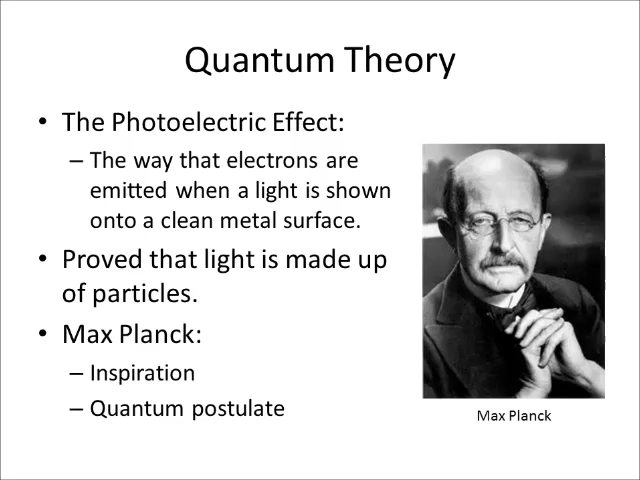 Quantum Theory
• The Photoelectric Effect:
– The way that electrons are
emitted when a light is shown
onto a clean metal surface.
• Proved that light is made up
of particles.
• Max Planck:
– Inspiration
– Quantum postulate
Max Planck